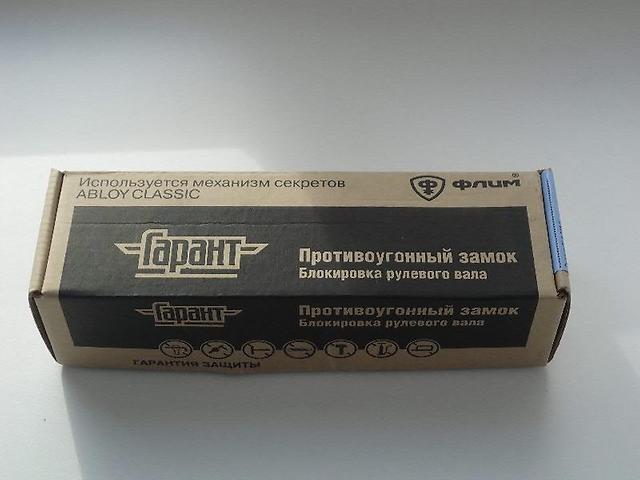 Используется механизм секретов
ABLOY CLASSIC
Флим®
Гарант
Противоугонный замок
Блокировка рулевого вала
Гарант
Противоугонный замок
Блокировка рулевого вала
ГАРАНТИЯ ЗАЩИТЫ